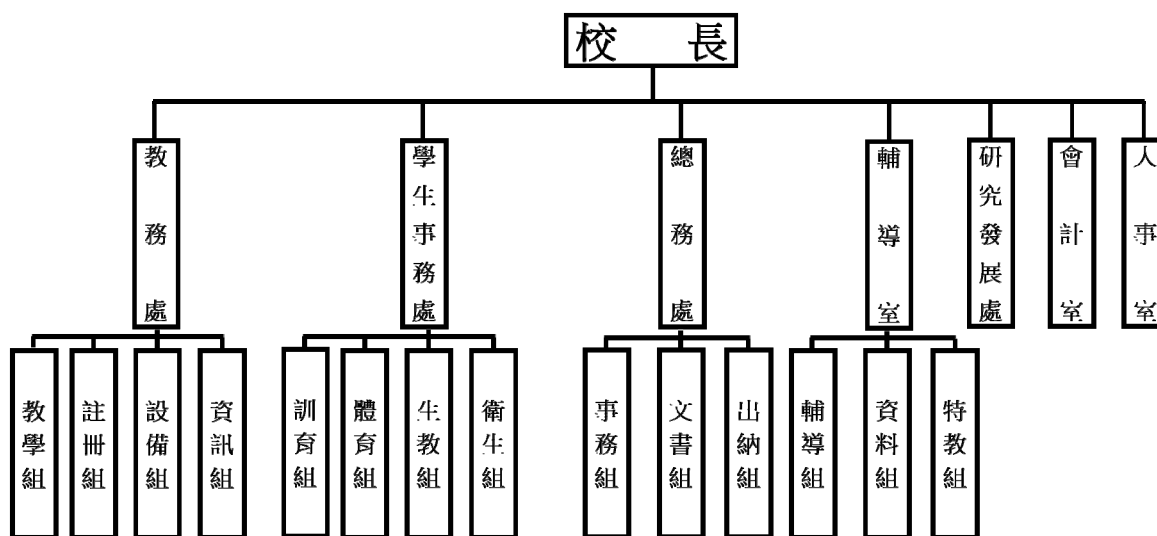 校長
教務處
學生事務處
總務處
輔導室
研究發展處
會計室
人事室
教學組
註冊組
設備組
資訊組
訓育組
體育組
生教組
衛生組
事務組
文書組
出納組
輔導組
資料組
特教組